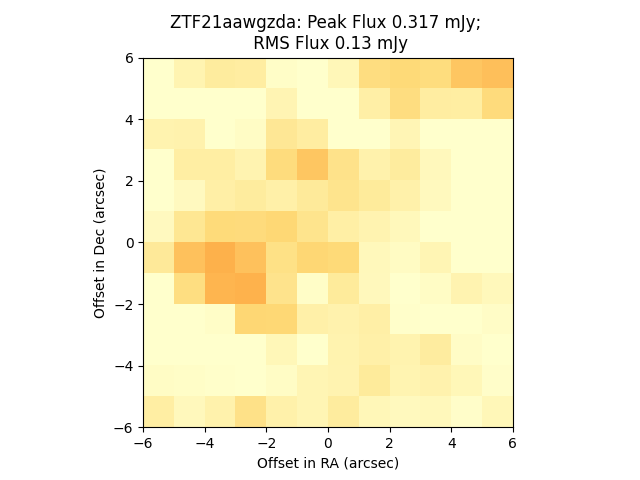 ZTF21aawgzda: Peak Flux 0.317 mJy;
RMS Flux 0.13 mJy
6
4
2
0
−2
−4
−6
Offset in Dec (arcsec)
−6 −4 −2 0 2 4 6
Offset in RA (arcsec)